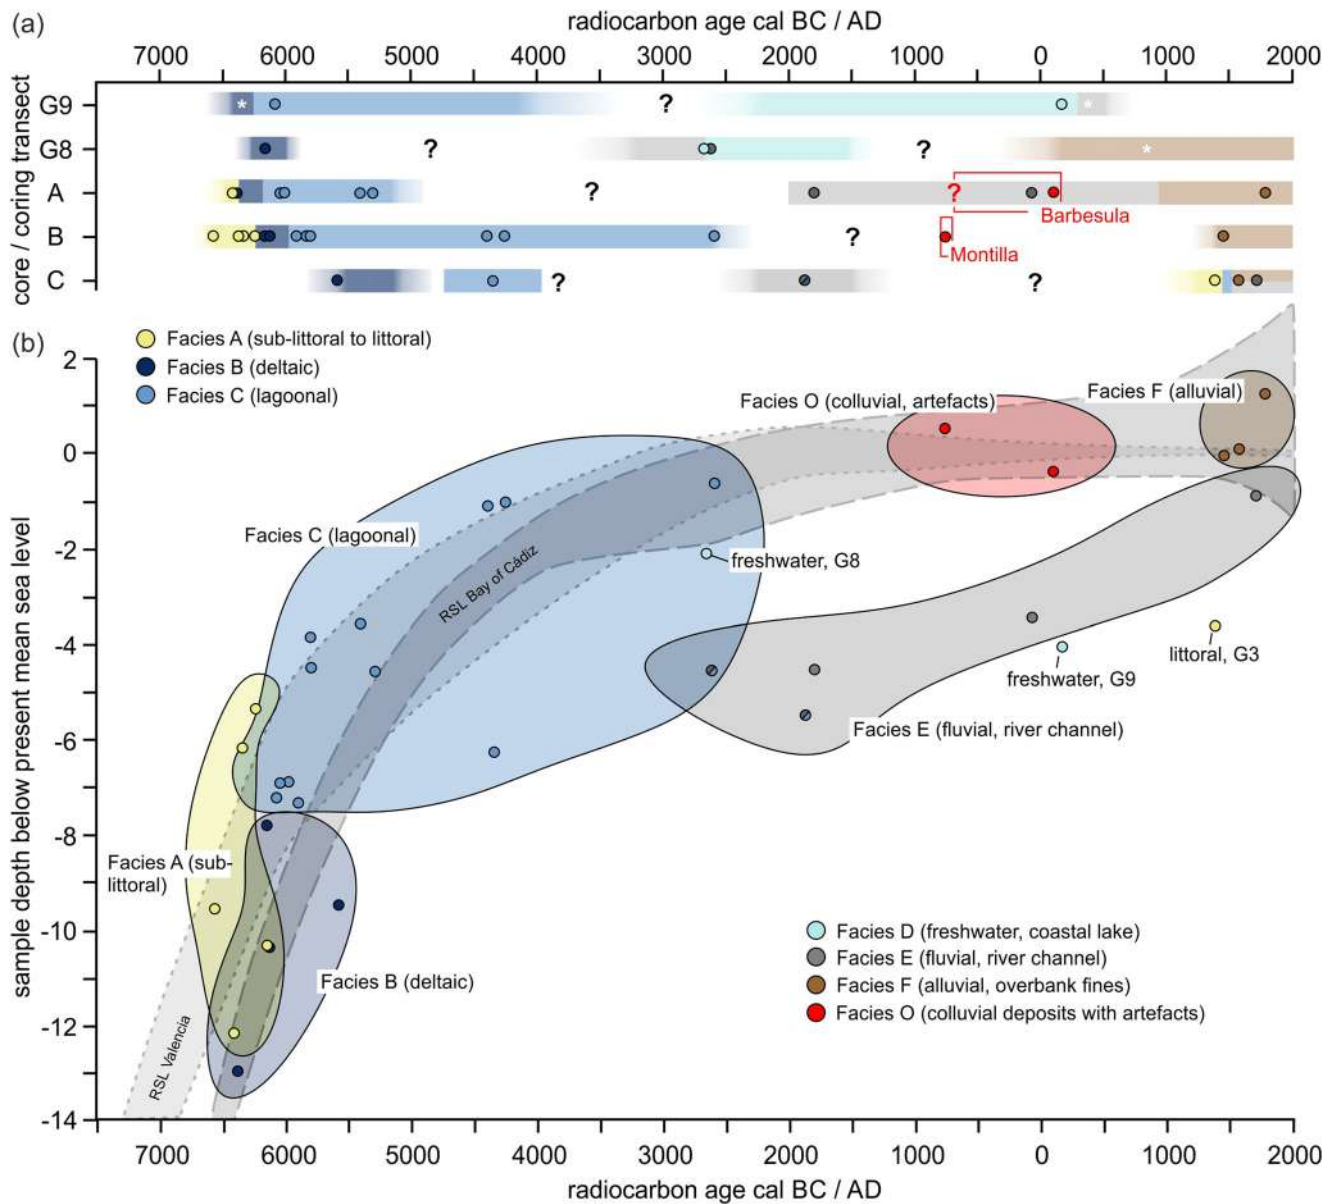 (a)
radiocarbon age cal BC / AD
7000 6000 5000 4000 3000 2000 1000 0 1000 2000
core / coring transect
G9 * ? *
G8 ? ? *
A ? ?
Barbesula
B ?
Montilla
C ? ?
(b)
Facies A (sub-littoral to littoral)
Facies B (deltaic)
Facies C (lagoonal)
sample depth below present mean sea level
2
0
-2
-4
-6
-8
-10
-12
-14
Facies F (alluvial)
Facies O (colluvial, artefacts)
Facies C (lagoonal)
RSL Bay of Cádiz
freshwater, G8
littoral, G3
freshwater, G9
Facies E (fluvial, river channel)
Facies A (sub-
littoral)
Facies B (deltaic)
RSL Valencia
Facies D (freshwater, coastal lake)
Facies E (fluvial, river channel)
Facies F (alluvial, overbank fines)
Facies O (colluvial deposits with artefacts)
7000 6000 5000 4000 3000 2000 1000 0 1000 2000
radiocarbon age cal BC / AD